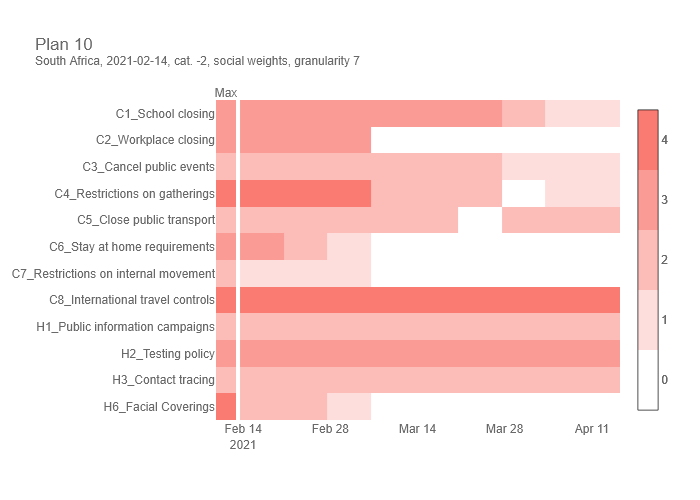 Plan 10
South Africa, 2021-02-14, cat. -2, social weights, granularity 7
Max
C1_School closing
C2_Workplace closing
C3_Cancel public events
C4_Restrictions on gatherings
C5_Close public transport
C6_Stay at home requirements
C7_Restrictions on internal movement
C8_International travel controls
H1_Public information campaigns
H2_Testing policy
H3_Contact tracing
H6_Facial Coverings
Feb 14 Feb 28 Mar 14 Mar 28 Apr 11
2021
4
3
2
1
0